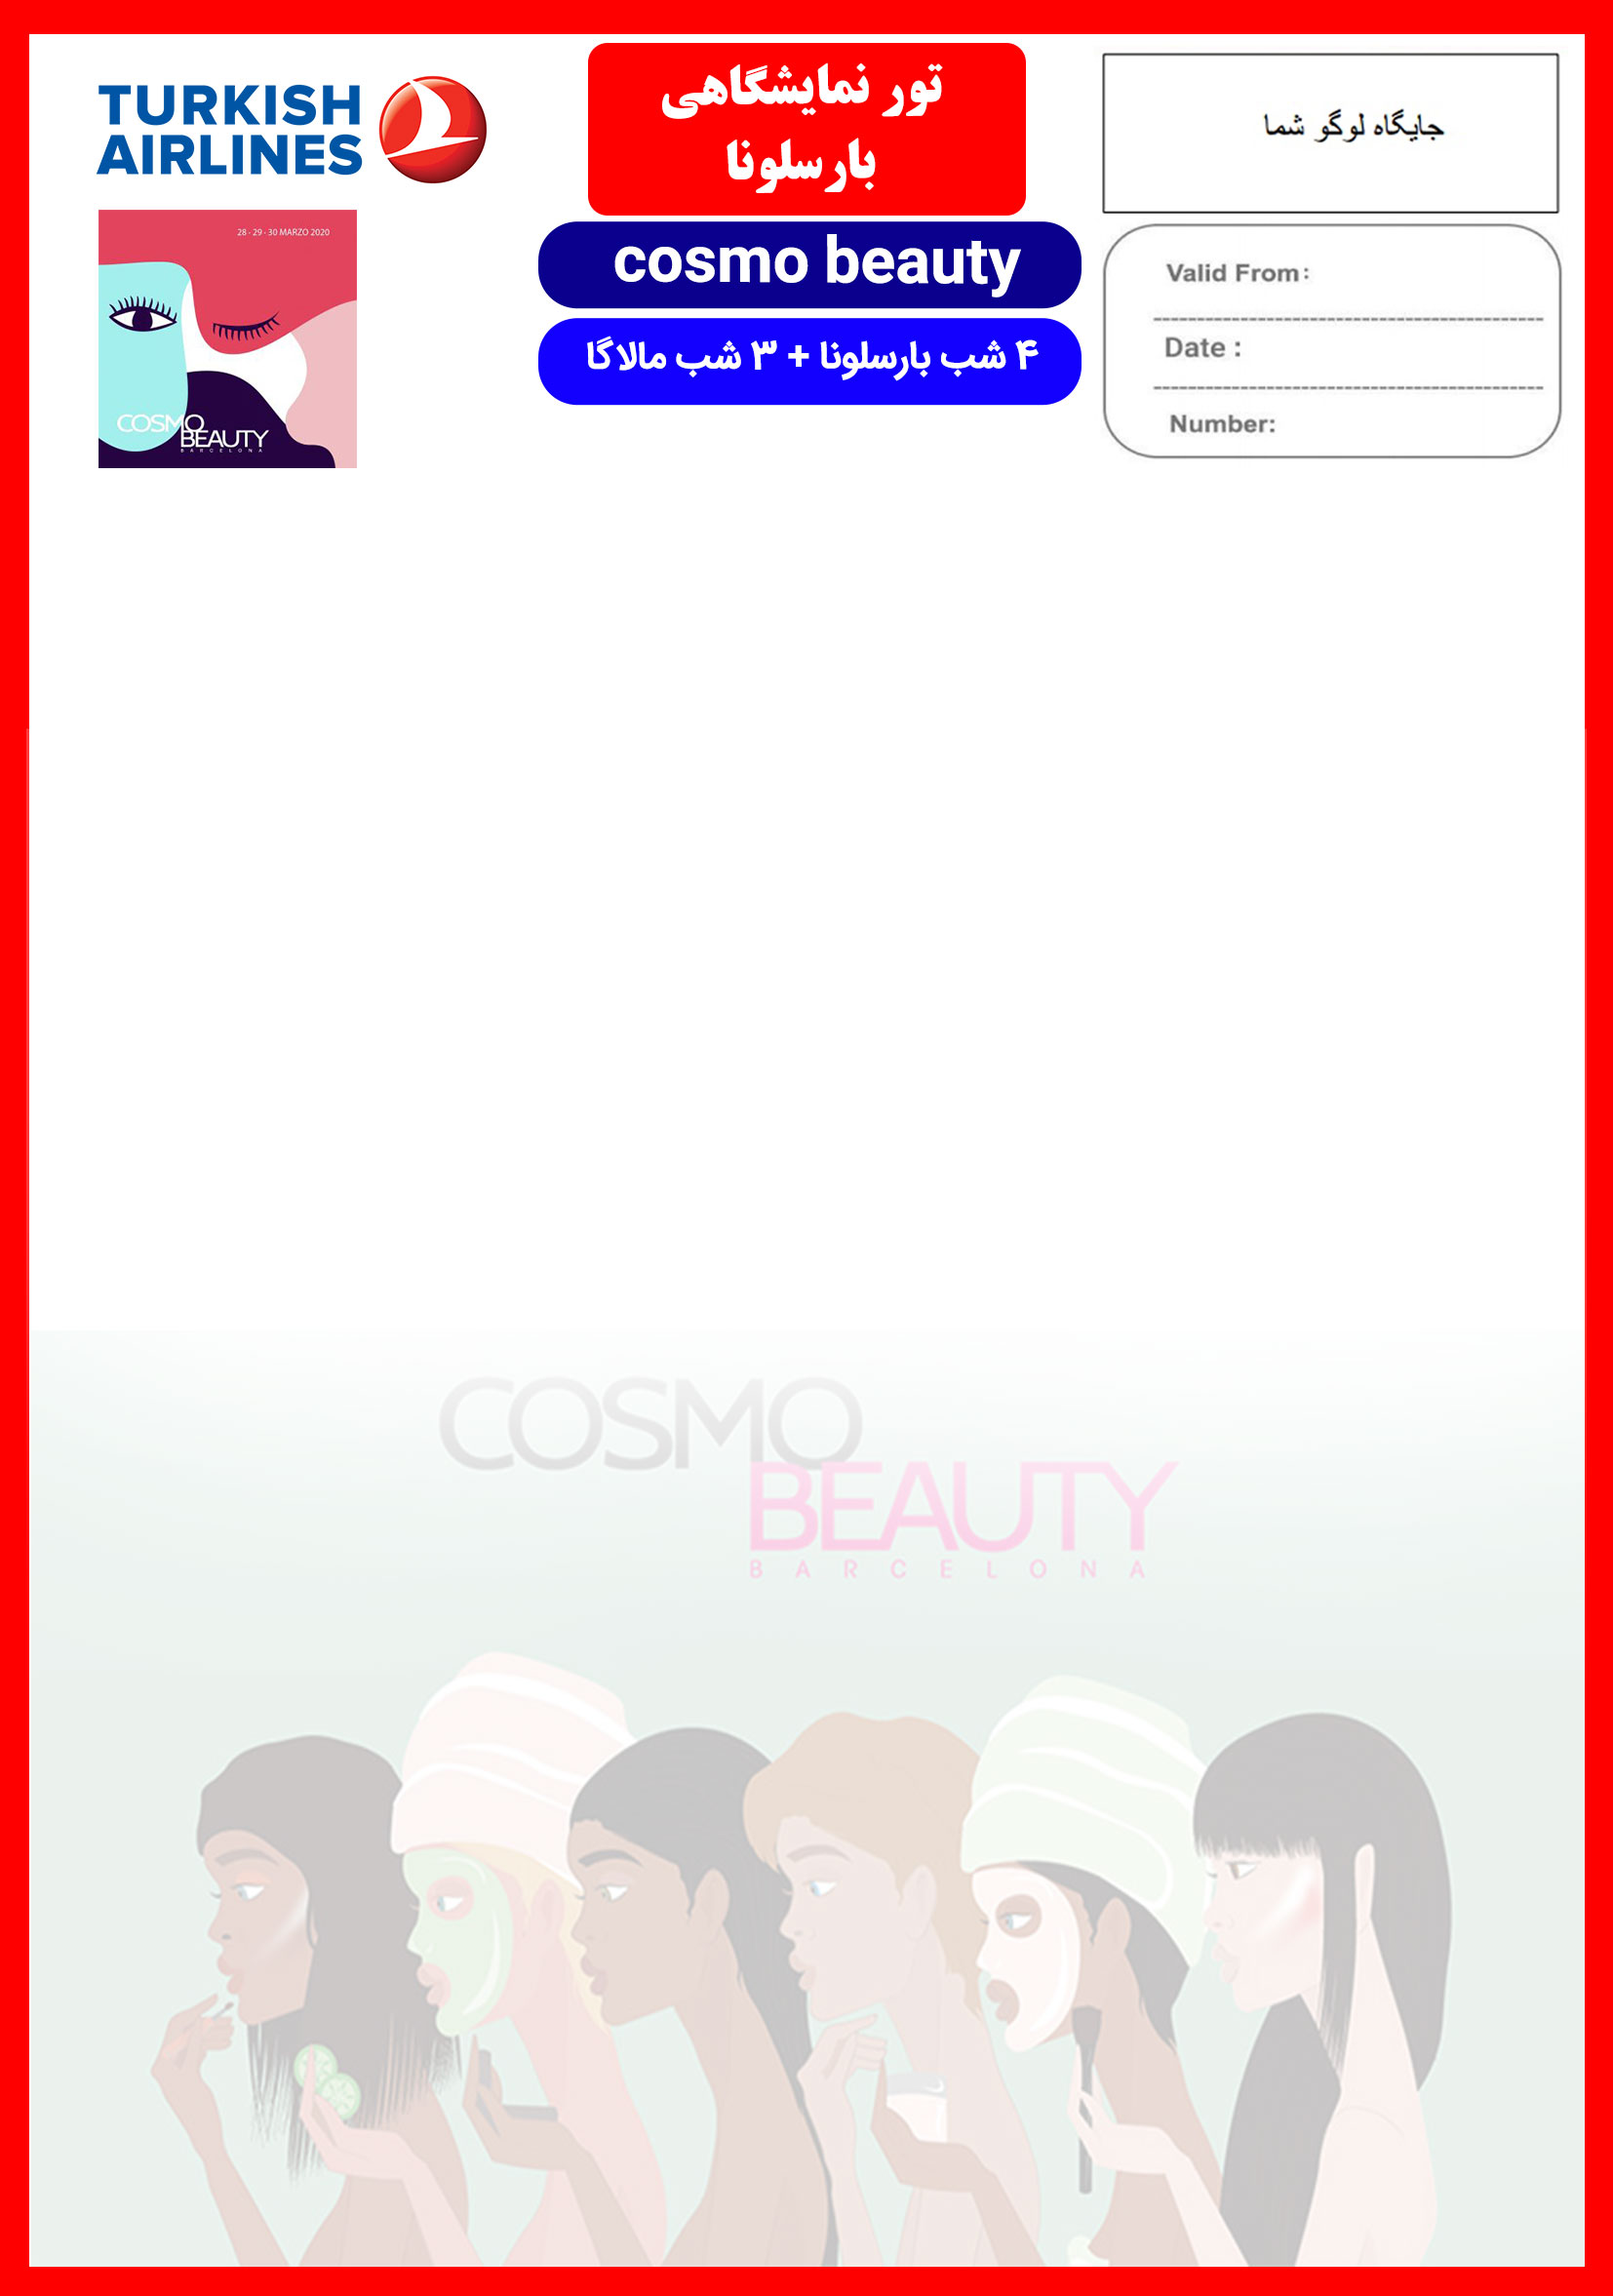 TURKISH
AIRLINES
تور نمایشگاهی
بارسلونا
جایگاه لوگو شما
28 - 29 - 30 MARZO 2020
COSMO
BEAUTY
BARCELONA
cosmo beauty
۴ شب بارسلونا + ۳ شب مالاگا
Valid From:
Date :
Number:
COSMO
BEAUTY
BARCELONA